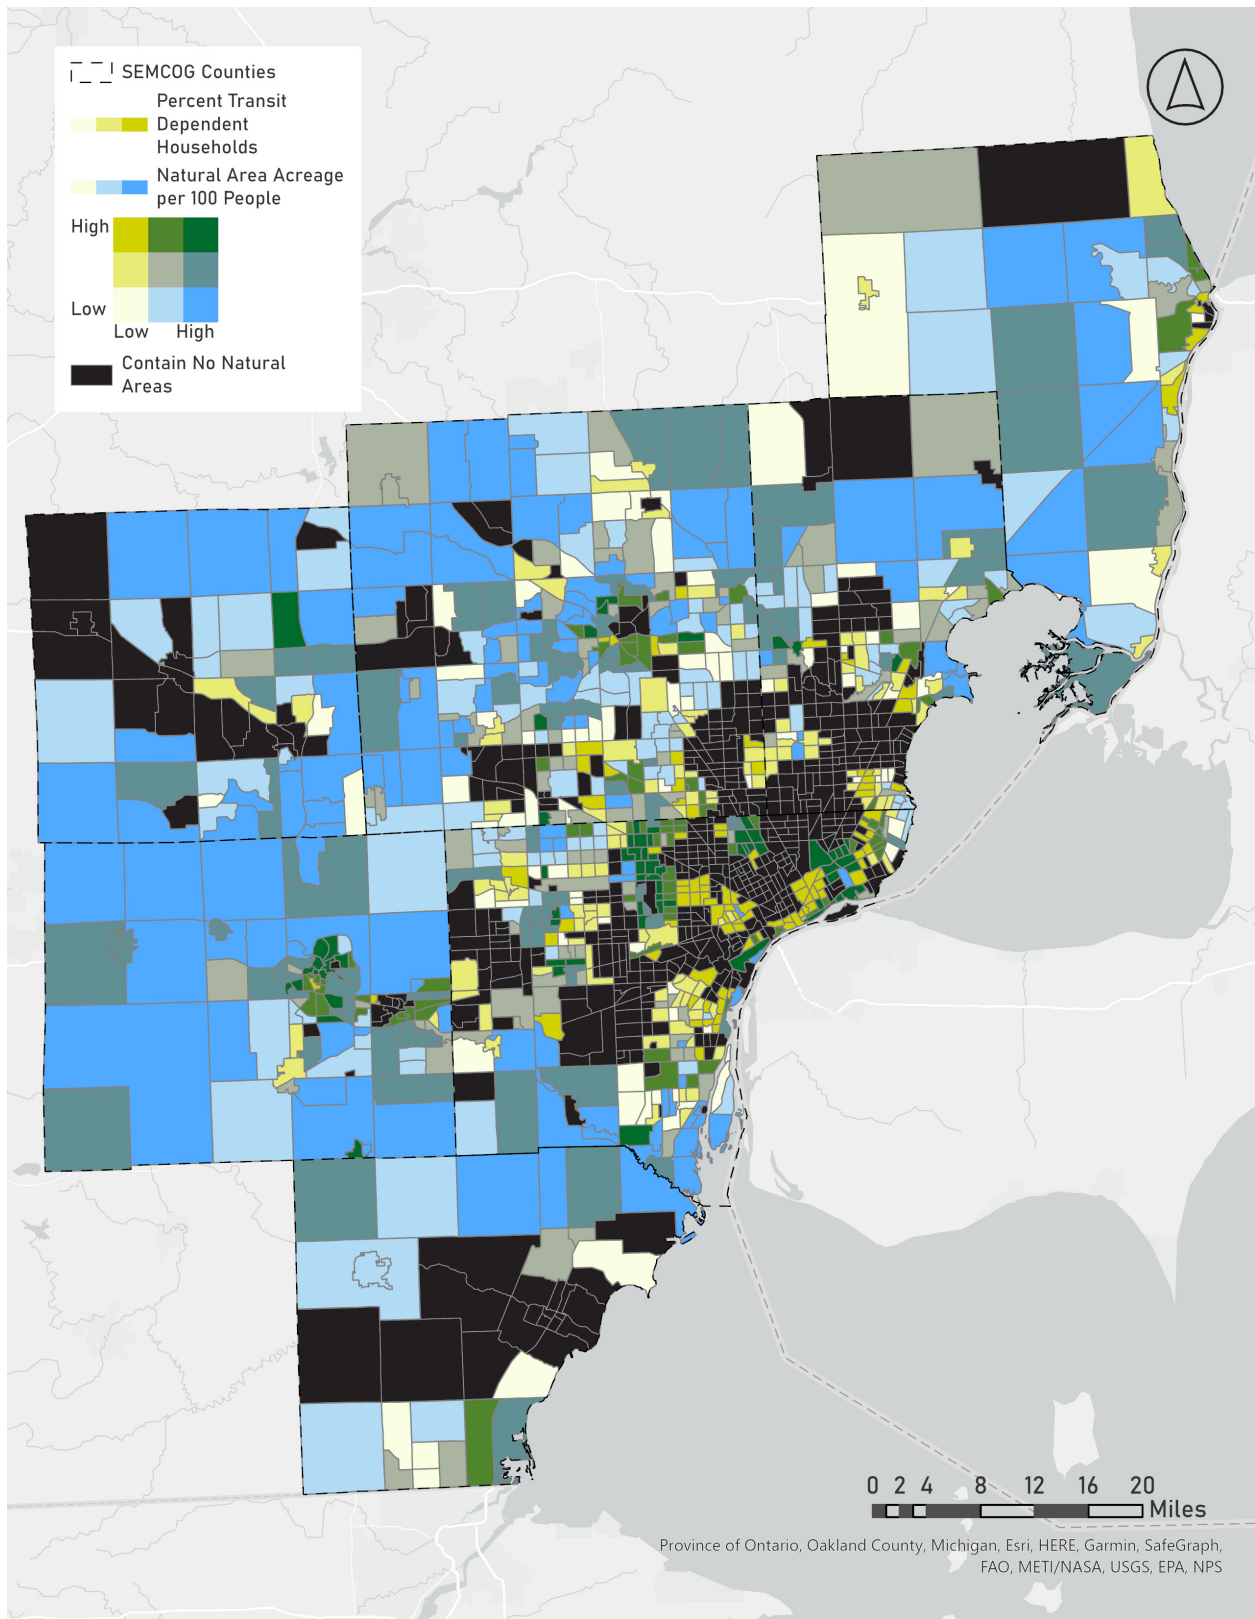 SEMCOG Counties
Percent Transit
Dependent
Households
Natural Area Acreage
per 100 People
High
Low
Low High
Contain No Natural
Areas
0 2 4 8 12 16 20
Miles
Province of Ontario, Oakland County, Michigan, Esri, HERE, Garmin, SafeGraph,
FAO, METI/NASA, USGS, EPA, NPS